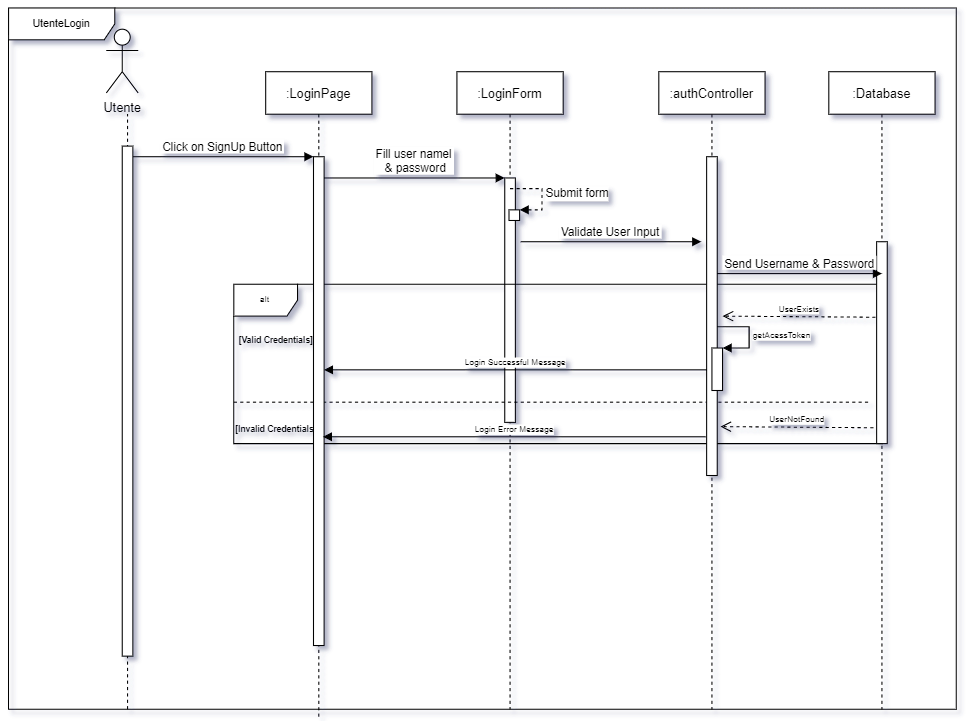 UtenteLogin
Utente
:LoginPage
:LoginForm
:authController
:Database
Click on SignUp Button
Fill user namel
& password
Submit form
Validate User Input
Send Username & Password
alt
UserExists
[Valid Credentials]
getAcessToken
Login Successful Message
UserNotFound
[Invalid Credentials
Login Error Message